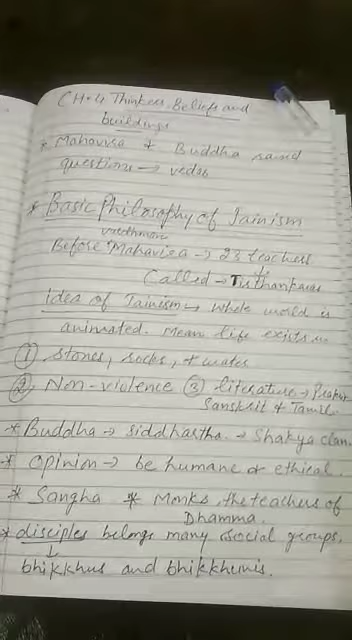 CH-4 Thinkers, Beliefs and
buildings
* Mahavira & Buddha raised
questions → vedas
* Basic Philosophy of Jainism
vardhman
Before Mahavira → 23 teachers
Called → Tirthankaras
idea of Jainism → whole world is
animated. Mean life exists in
① Stones, rocks, & water
② Non-violence ③ literature → Prakrit
Sanskrit & Tamil
* Buddha → Siddhartha → Shakya clan
* Opinion → be humane & ethical
* Sangha * Monks, the teachers of
Dhamma.
* disciples belongs many social groups.
↓
bhikkhus and bhikkhunis.